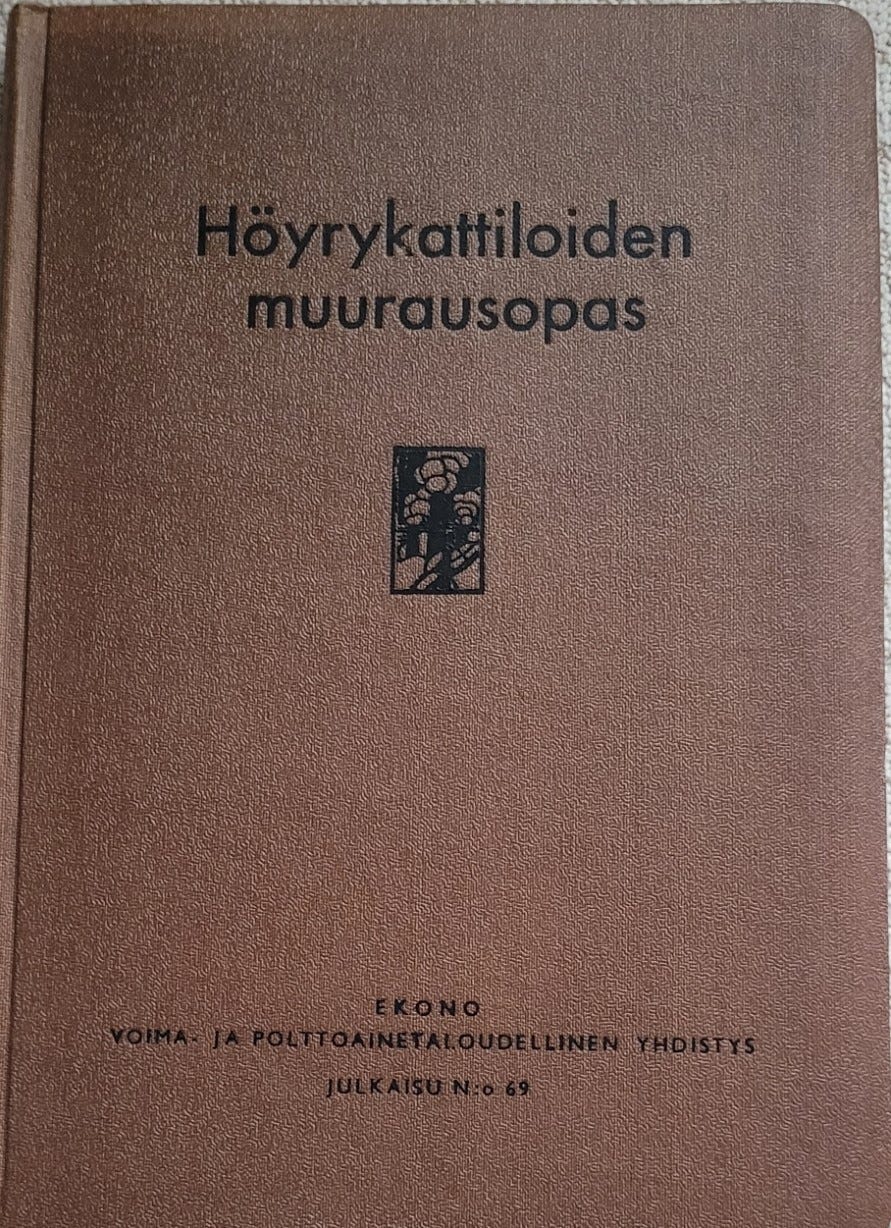 Höyrykattiloiden
muurausopas
EKONO
VOIMA- JA POLTTOAINETALOUDELLINEN YHDISTYS
JULKAISU N:o 69